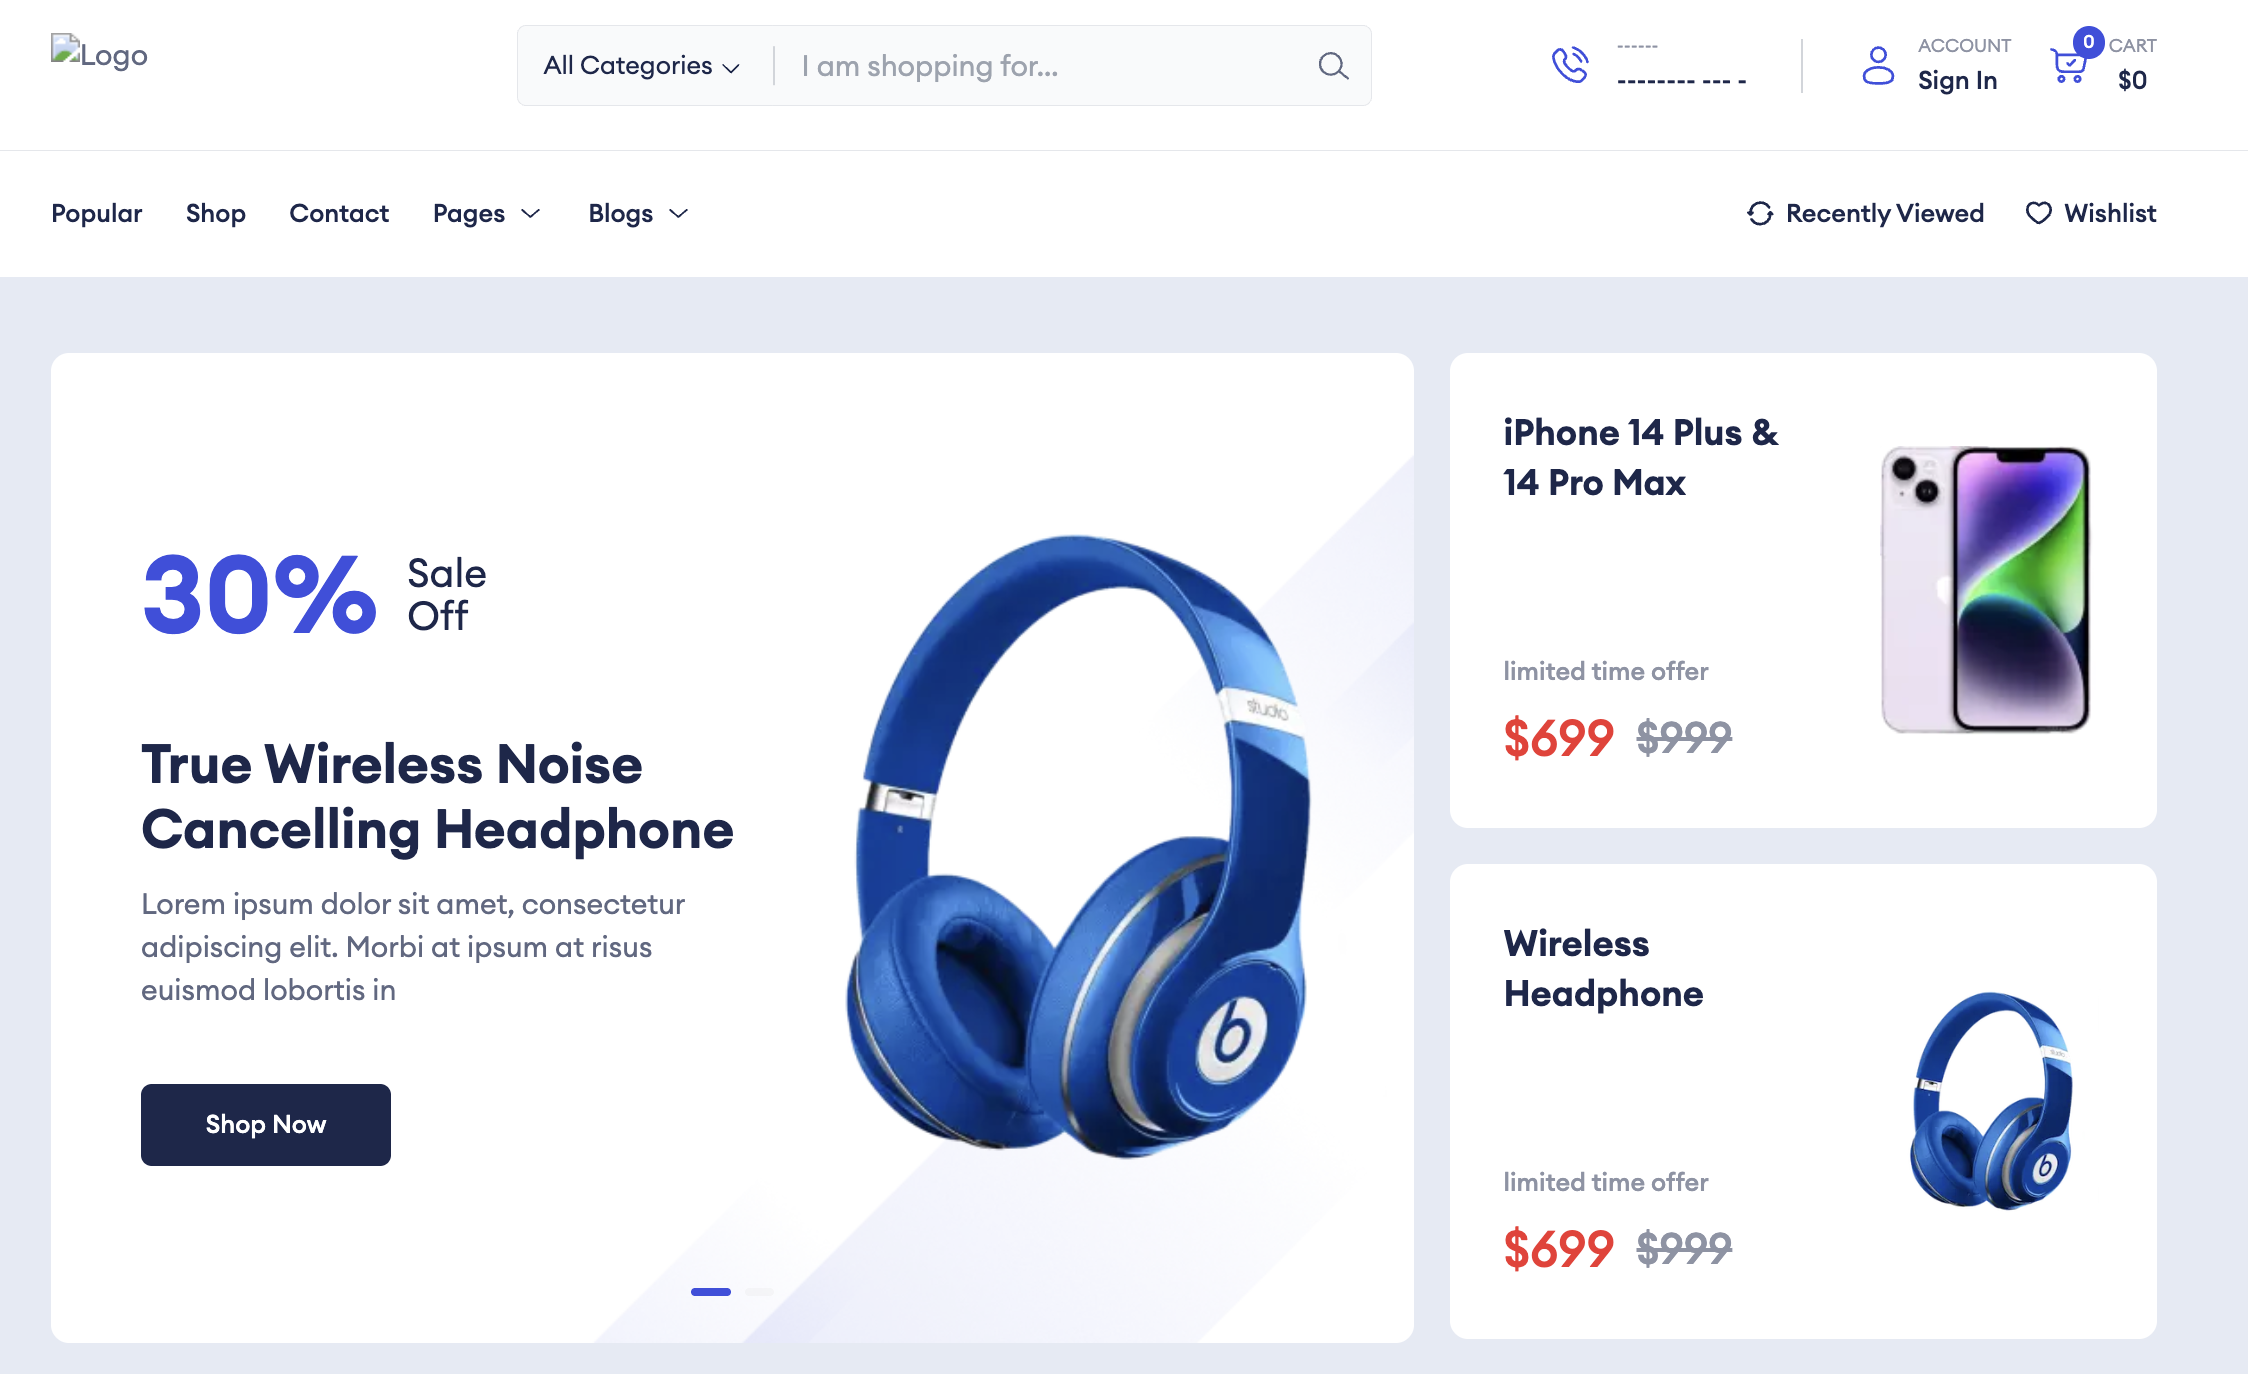 Logo
All Categories
I am shopping for...
------
-------- --- -
ACCOUNT
Sign In
0
CART
$0
Popular
Shop
Contact
Pages
Blogs
Recently Viewed
Wishlist
30%
Sale
Off
True Wireless Noise
Cancelling Headphone
Lorem ipsum dolor sit amet, consectetur
adipiscing elit. Morbi at ipsum at risus
euismod lobortis in
Shop Now
studio
b
iPhone 14 Plus &
14 Pro Max
limited time offer
$699 $999
Wireless
Headphone
limited time offer
$699 $999
b